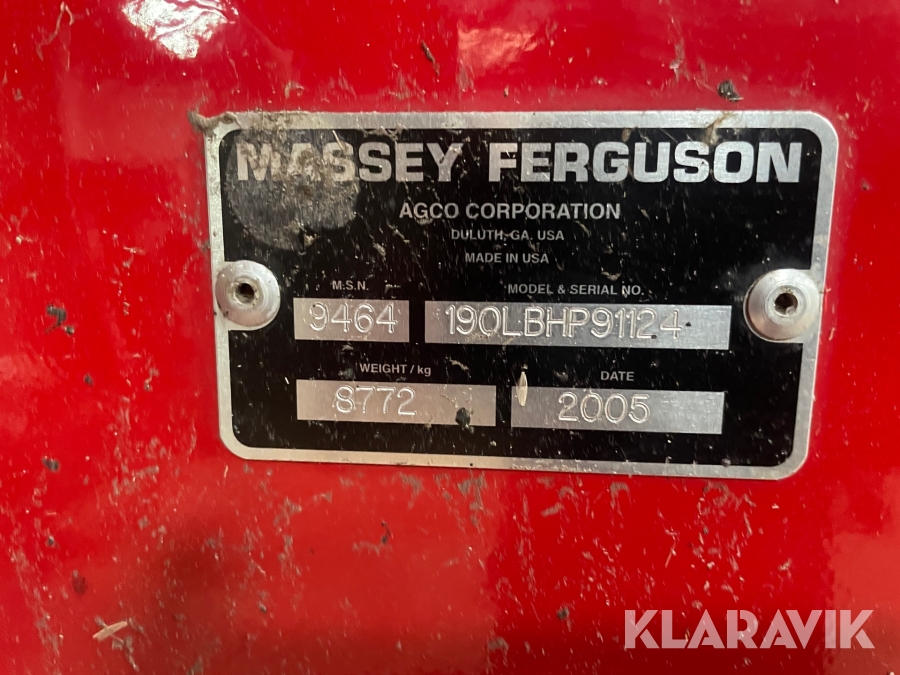 MASSEY FERGUSON
AGCO CORPORATION
DULUTH, GA, USA
MADE IN USA
M.S.N. MODEL & SERIAL NO.
9464 190LBHP91124
WEIGHT / kg DATE
8772 2005
KLARAVIK